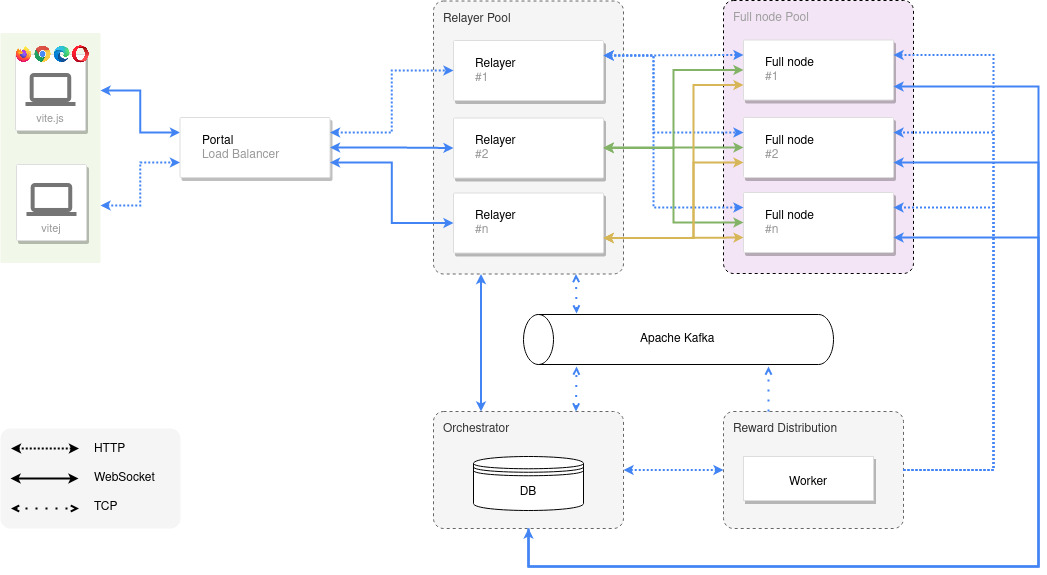 Relayer Pool
Full node Pool
vite.js
vitej
Portal
Load Balancer
Relayer
#1
Relayer
#2
Relayer
#n
Full node
#1
Full node
#2
Full node
#n
Apache Kafka
Orchestrator
DB
Reward Distribution
Worker
HTTP
WebSocket
TCP